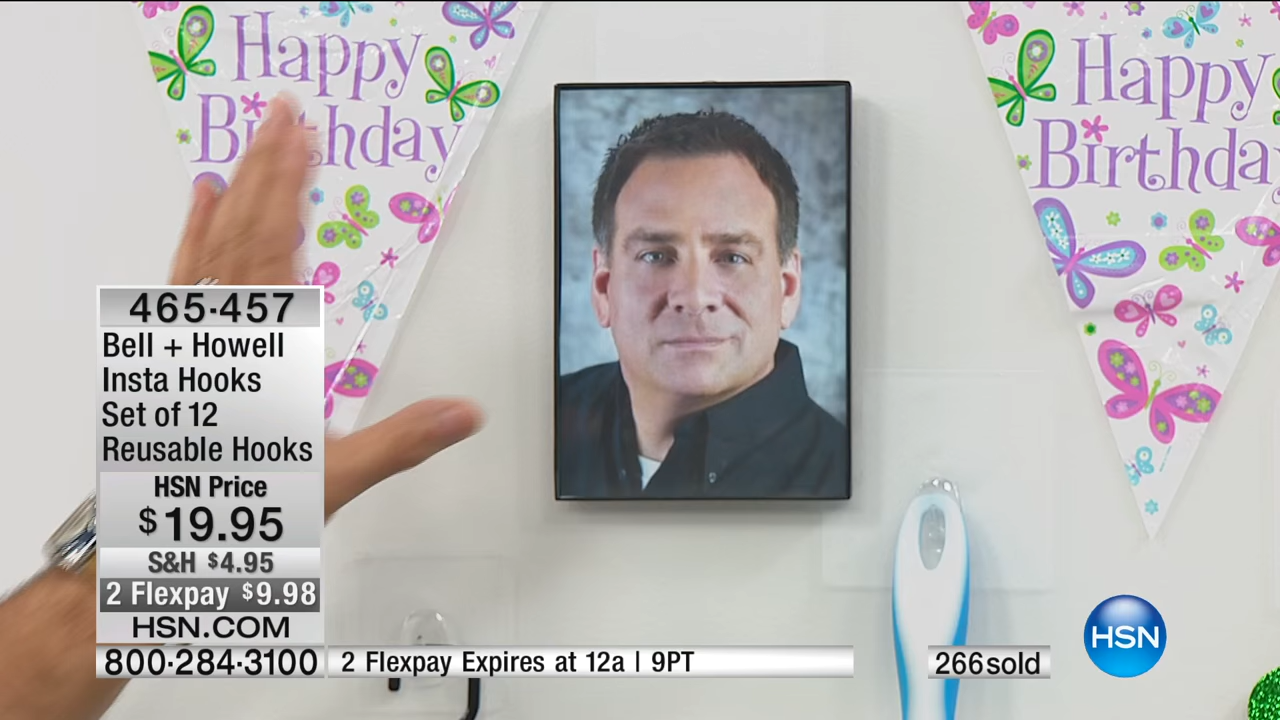 Happy
Birthday
Happy
Birthday
465·457
Bell + Howell
Insta Hooks
Set of 12
Reusable Hooks
HSN Price
$19.95
S&H $4.95
2 Flexpay $9.98
HSN.COM
800·284·3100
2 Flexpay Expires at 12a | 9PT
266 sold
HSN